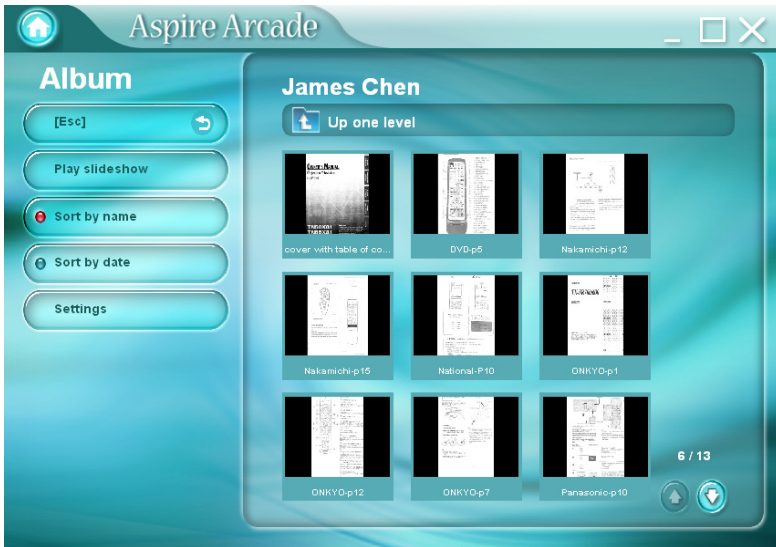 Aspire Arcade
Album
[Esc]
Play slideshow
Sort by name
Sort by date
Settings
James Chen
Up one level
cover with table of co...
DVD-p5
Nakamichi-p12
Nakamichi-p15
National-P10
ONKYO-p1
ONKYO-p12
ONKYO-p7
Panasonic-p10
6 / 13